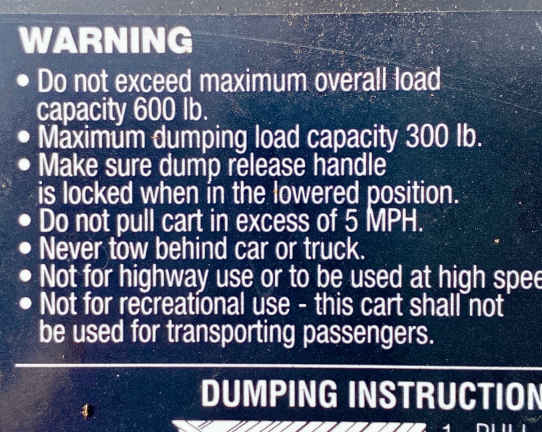 WARNING
• Do not exceed maximum overall load
capacity 600 lb.
• Maximum dumping load capacity 300 lb.
• Make sure dump release handle
is locked when in the lowered position.
• Do not pull cart in excess of 5 MPH.
• Never tow behind car or truck.
• Not for highway use or to be used at high spee
• Not for recreational use - this cart shall not
be used for transporting passengers.
DUMPING INSTRUCTION
1. PULL